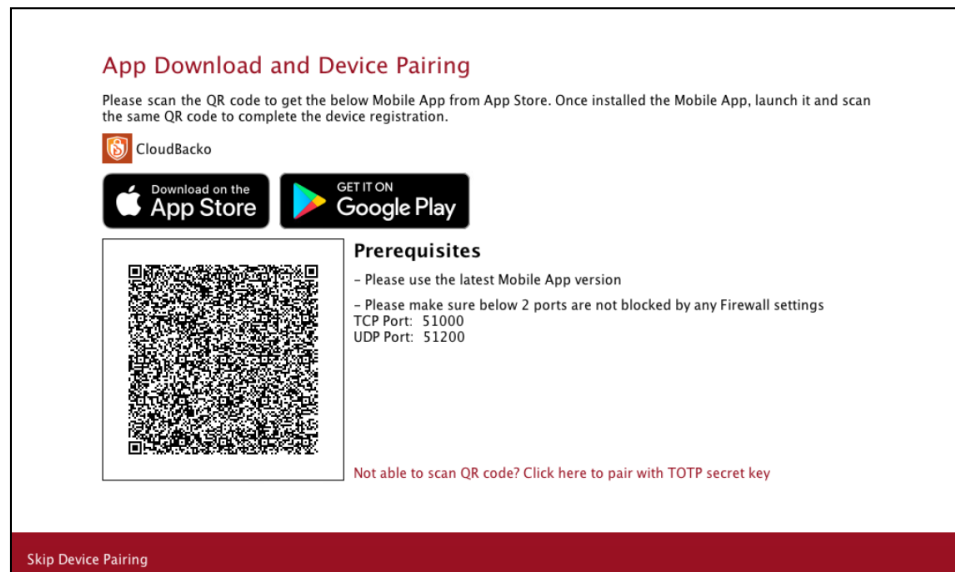 App Download and Device Pairing
Please scan the QR code to get the below Mobile App from App Store. Once installed the Mobile App, launch it and scan
the same QR code to complete the device registration.
CloudBacko
Download on the
App Store
GET IT ON
Google Play
Prerequisites
– Please use the latest Mobile App version
– Please make sure below 2 ports are not blocked by any Firewall settings
TCP Port: 51000
UDP Port: 51200
Not able to scan QR code? Click here to pair with TOTP secret key
Skip Device Pairing